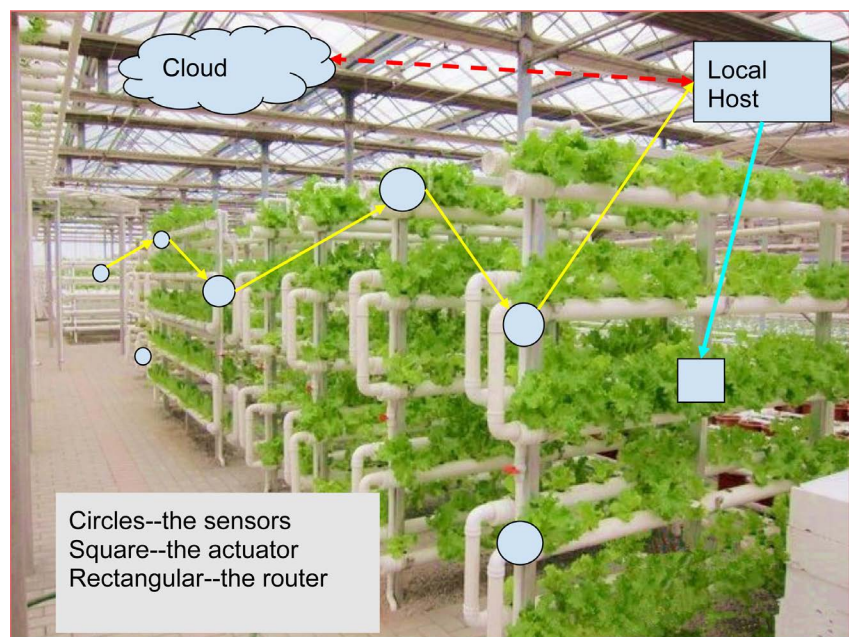 Cloud
Local
Host
Circles--the sensors
Square--the actuator
Rectangular--the router